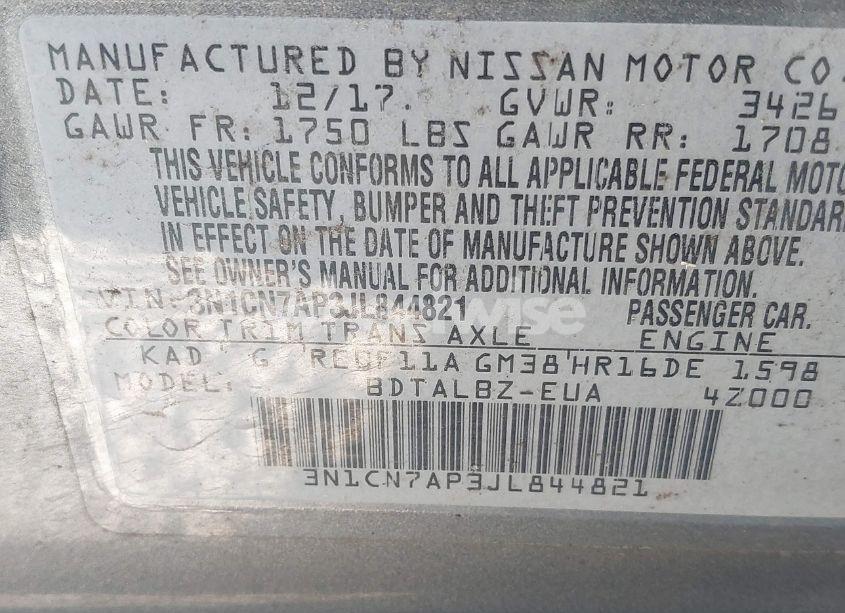 MANUFACTURED BY NISSAN MOTOR CO.
DATE: 12/17. GVWR: 3426
GAWR FR: 1750 LBS GAWR RR: 1708
THIS VEHICLE CONFORMS TO ALL APPLICABLE FEDERAL MOTO
VEHICLE SAFETY, BUMPER AND THEFT PREVENTION STANDAR
IN EFFECT ON THE DATE OF MANUFACTURE SHOWN ABOVE.
SEE OWNER'S MANUAL FOR ADDITIONAL INFORMATION.
VIN: 3N1CN7AP3JL844821 PASSENGER CAR.
COLOR TRIM TRANS AXLE ENGINE
KAD G RE0F11A GM38 HR16DE 1598
MODEL: BDTALBZ-EUA 4Z000
3N1CN7AP3JL844821